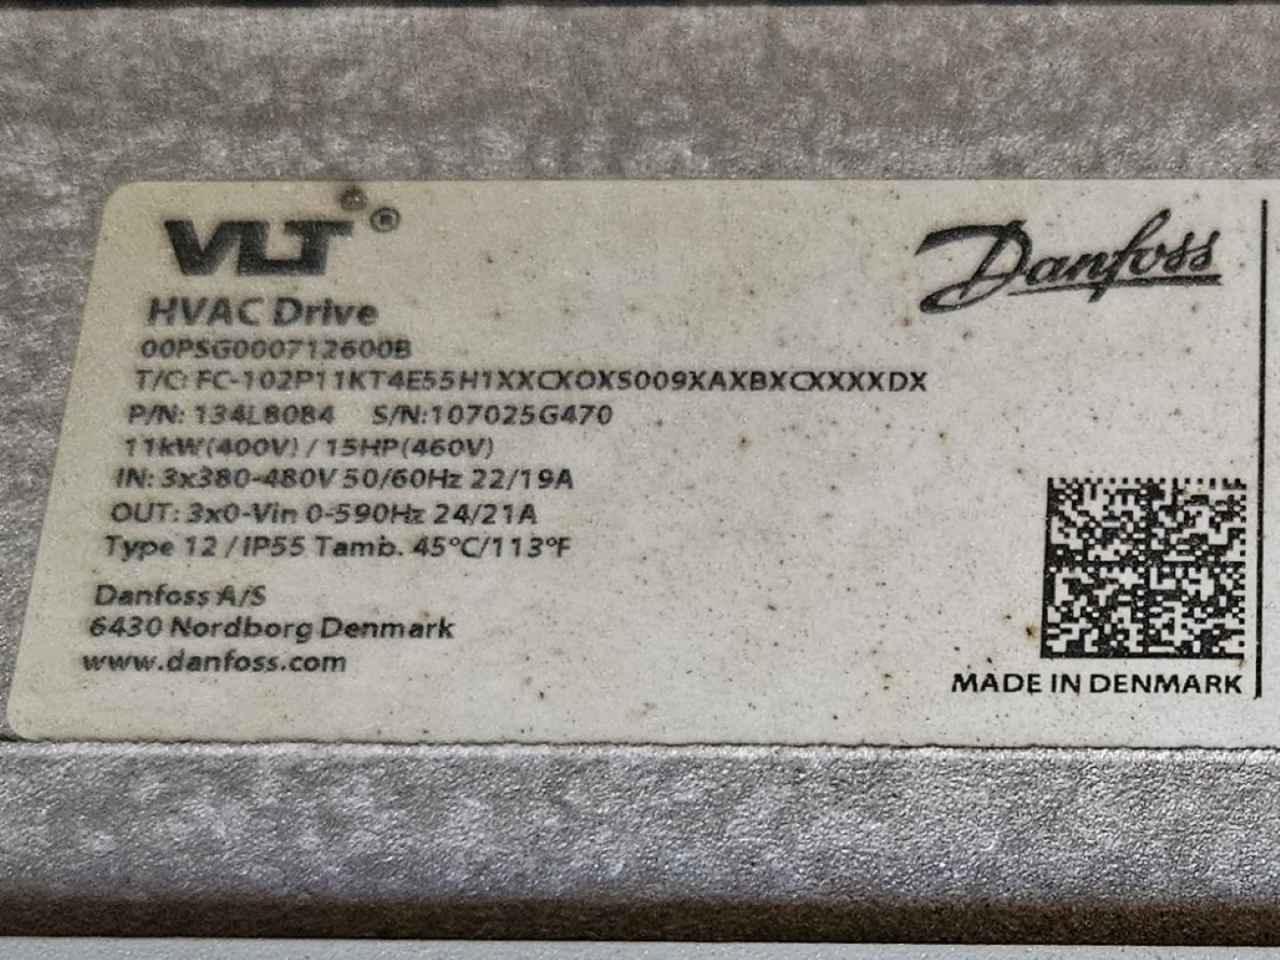 VLT®
Danfoss
HVAC Drive
00PSG000712600B
T/C: FC-102P11KT4E55H1XXCXOXS009XAXBXCXXXXDX
P/N: 134L8084 S/N:107025G470
11kW(400V) / 15HP(460V)
IN: 3x380-480V 50/60Hz 22/19A
OUT: 3x0-Vin 0-590Hz 24/21A
Type 12 / IP55 Tamb. 45°C/113°F
Danfoss A/S
6430 Nordborg Denmark
www.danfoss.com
MADE IN DENMARK